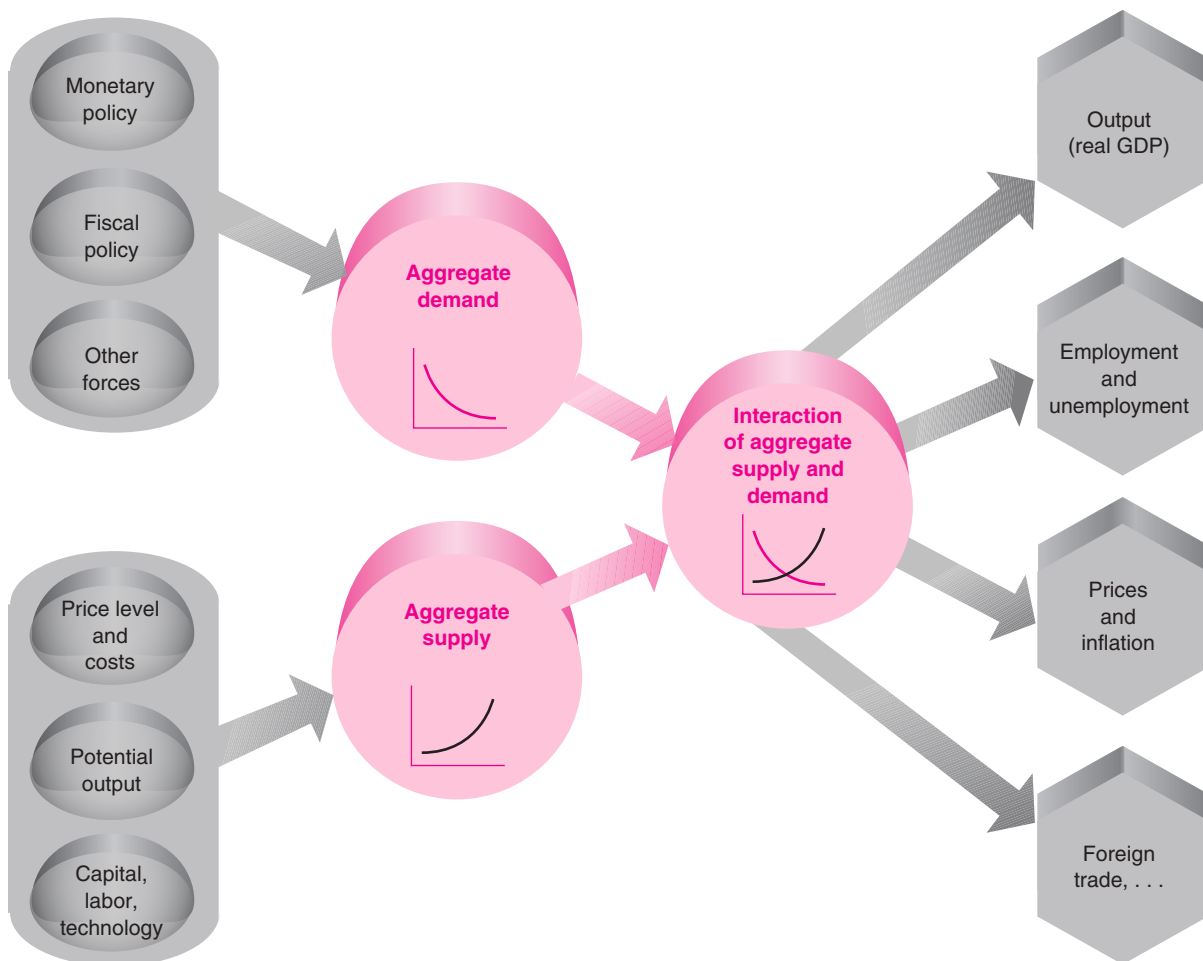 Monetary
policy
Fiscal
policy
Other
forces
Price level
and
costs
Potential
output
Capital,
labor,
technology
Aggregate
demand
Aggregate
supply
Interaction
of aggregate
supply and
demand
Output
(real GDP)
Employment
and
unemployment
Prices
and
inflation
Foreign
trade, . . .